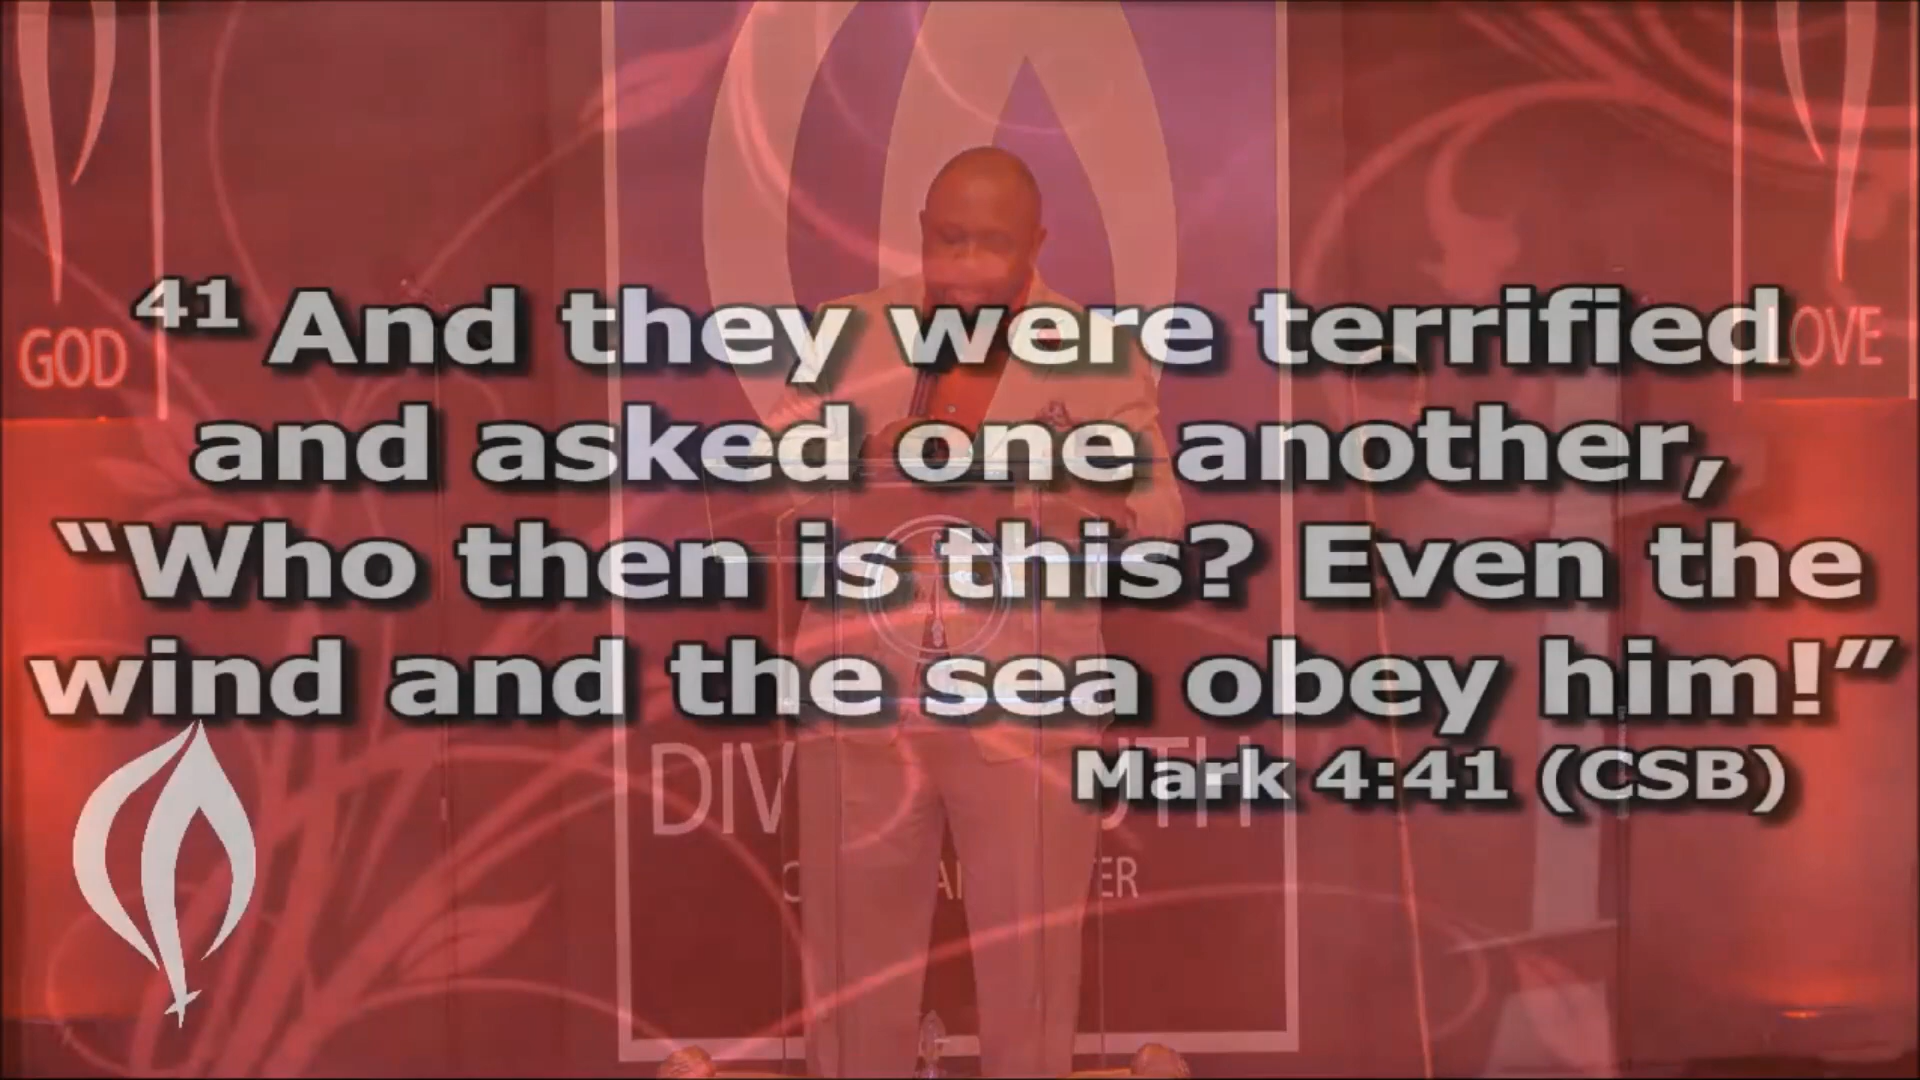 41 And they were terrified
and asked one another,
“Who then is this? Even the
wind and the sea obey him!”
Mark 4:41 (CSB)
GOD
LOVE